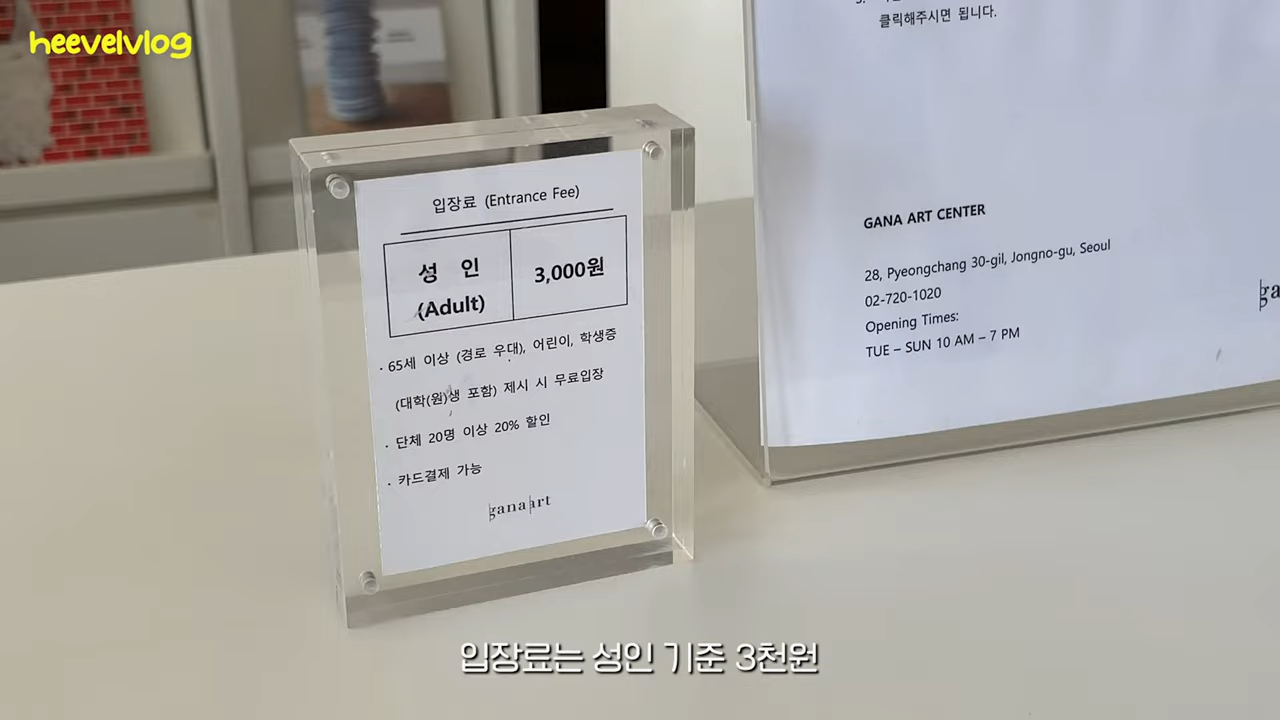 heevelvlog
클릭해주시면 됩니다.
입장료 (Entrance Fee)
성 인
(Adult)
3,000원
· 65세 이상 (경로 우대), 어린이, 학생증
(대학(원)생 포함) 제시 시 무료입장
· 단체 20명 이상 20% 할인
· 카드결제 가능
gana art
GANA ART CENTER
28, Pyeongchang 30-gil, Jongno-gu, Seoul
02-720-1020
Opening Times:
TUE – SUN 10 AM – 7 PM
ga
입장료는 성인 기준 3천원